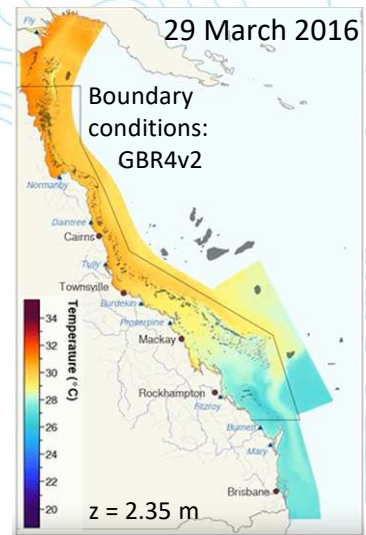 29 March 2016
Fly
Boundary
conditions:
GBR4v2
Normanby
Daintree
Cairns
Tully
Townsville
Burdekin
Proserpine
Mackay
Temperature (°C)
34
32
30
28
26
24
22
20
Rockhampton
Fitzroy
Burnett
Mary
Brisbane
z = 2.35 m